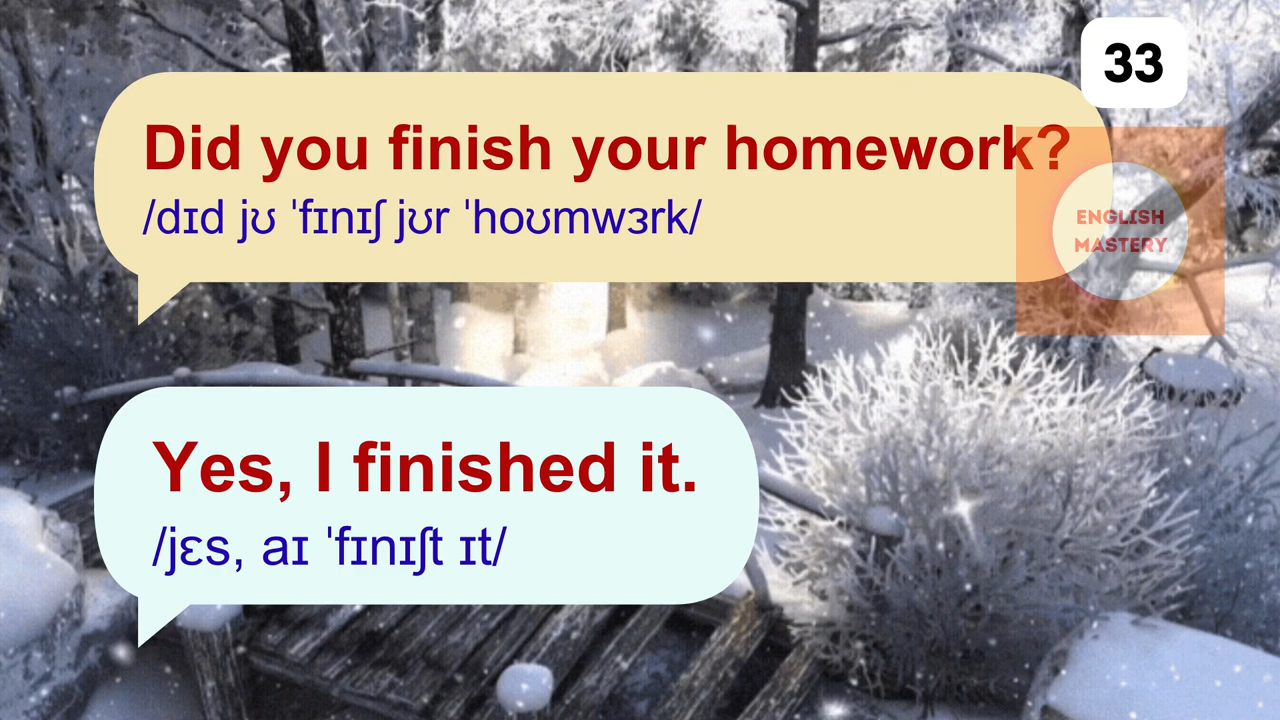 33
Did you finish your homework?
/dɪd jʊ ˈfɪnɪʃ jʊr ˈhoʊmwɜrk/
ENGLISH
MASTERY
Yes, I finished it.
/jɛs, aɪ ˈfɪnɪʃt ɪt/